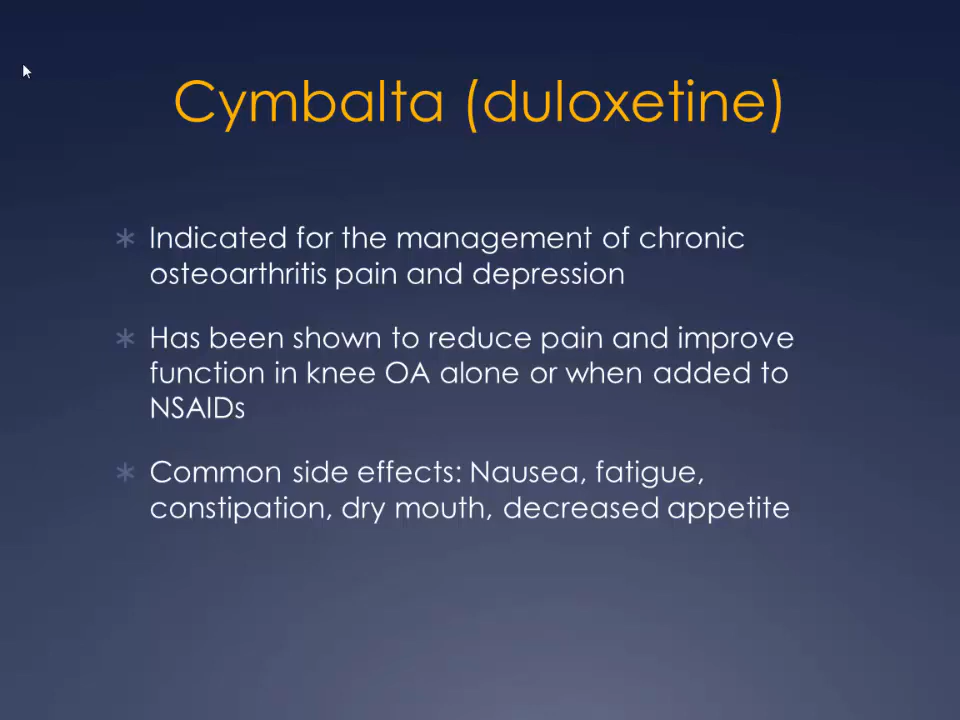 Cymbalta (duloxetine)
Indicated for the management of chronic
osteoarthritis pain and depression
Has been shown to reduce pain and improve
function in knee OA alone or when added to
NSAIDs
Common side effects: Nausea, fatigue,
constipation, dry mouth, decreased appetite